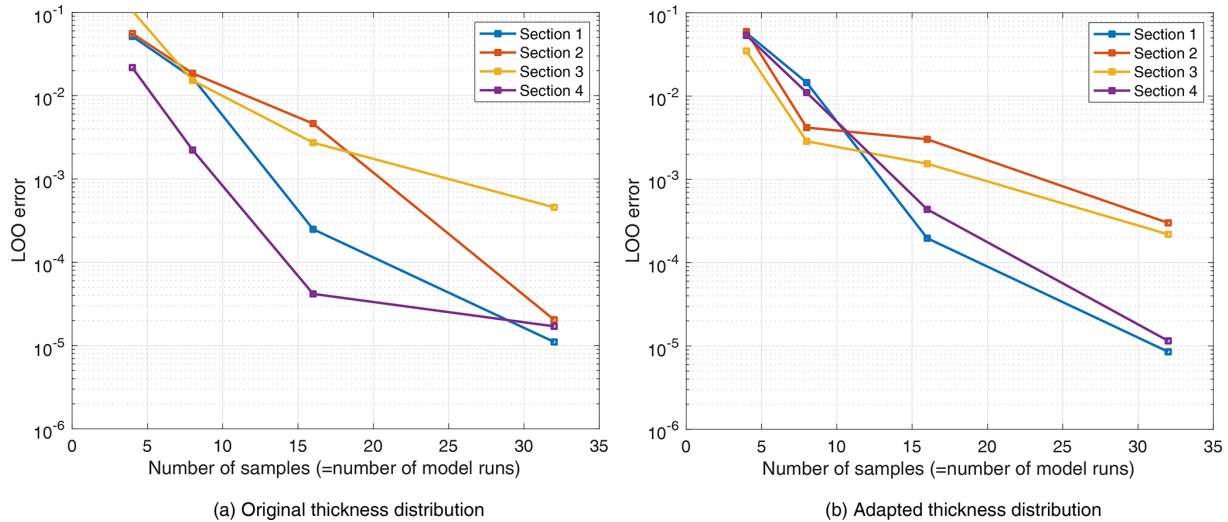 10^-1
10^-2
10^-3
10^-4
10^-5
10^-6
LOO error
0 5 10 15 20 25 30 35
Number of samples (=number of model runs)
Section 1
Section 2
Section 3
Section 4
(a) Original thickness distribution
10^-1
10^-2
10^-3
10^-4
10^-5
10^-6
LOO error
0 5 10 15 20 25 30 35
Number of samples (=number of model runs)
Section 1
Section 2
Section 3
Section 4
(b) Adapted thickness distribution